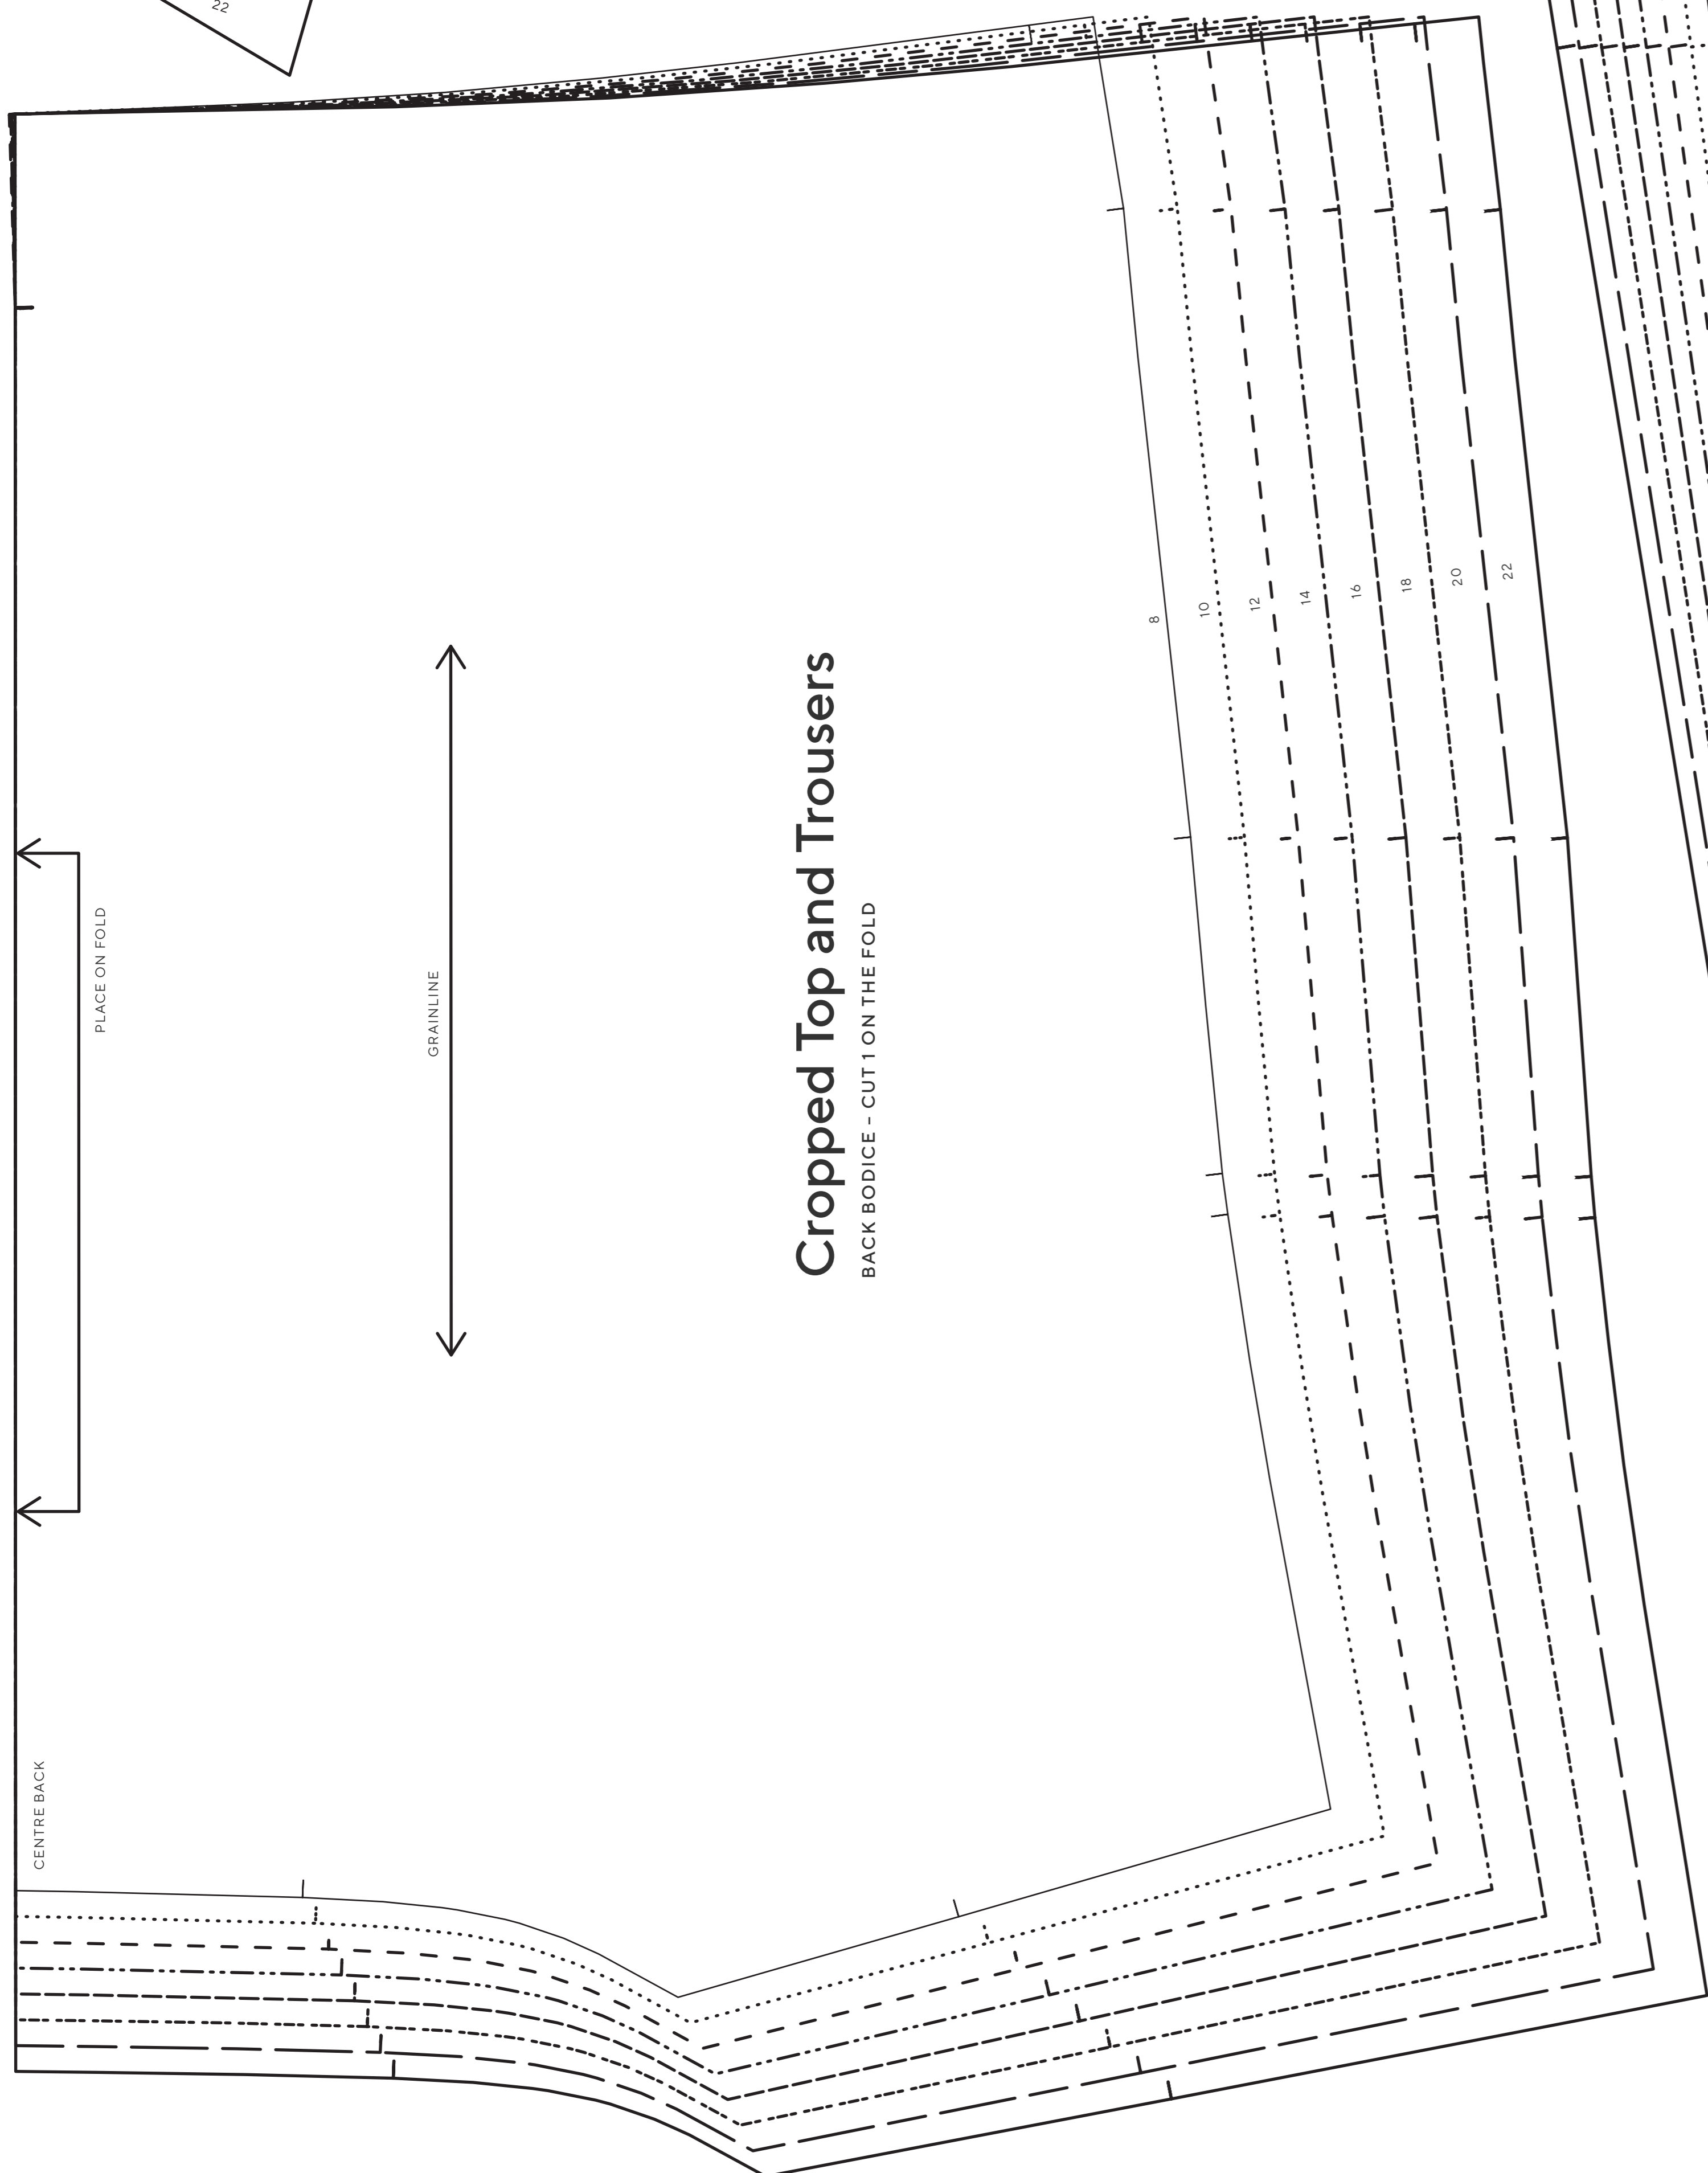 22
Cropped Top and Trousers
BACK BODICE – CUT 1 ON THE FOLD
GRAINLINE
PLACE ON FOLD
CENTRE BACK
8
10
12
14
16
18
20
22